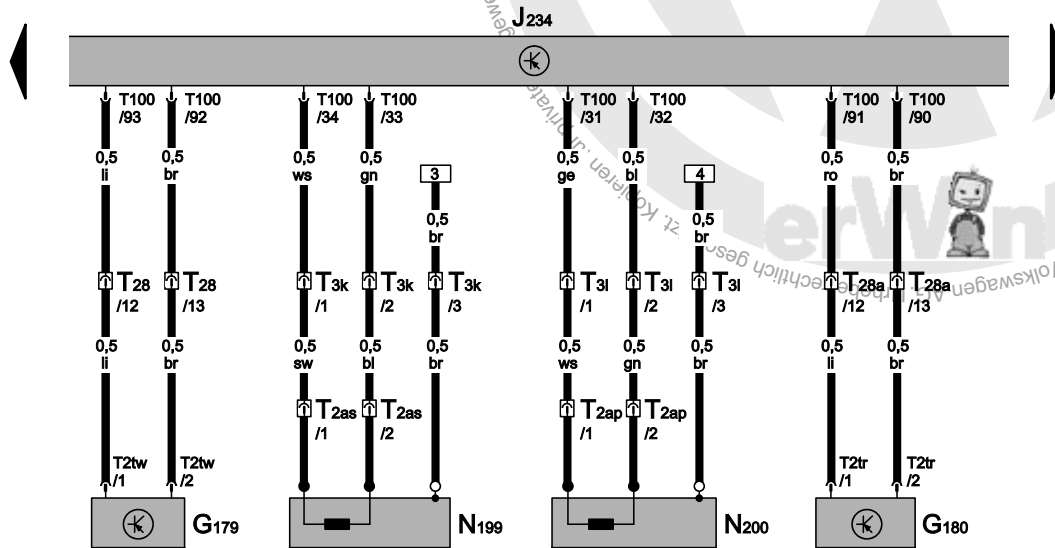 J234
T100 /93
T100 /92
T100 /34
T100 /33
T100 /31
T100 /32
T100 /91
T100 /90
0,5 li
0,5 br
0,5 ws
0,5 gn
3
0,5 ge
0,5 bl
4
0,5 ro
0,5 br
0,5 br
0,5 br
T28 /12
T28 /13
T3k /1
T3k /2
T3k /3
T3l /1
T3l /2
T3l /3
T28a /12
T28a /13
0,5 li
0,5 br
0,5 sw
0,5 bl
0,5 br
0,5 ws
0,5 gn
0,5 br
0,5 li
0,5 br
T2as /1
T2as /2
T2ap /1
T2ap /2
T2tw /1
T2tw /2
T2tr /1
T2tr /2
G179
N199
N200
G180
erWin
Kopieren